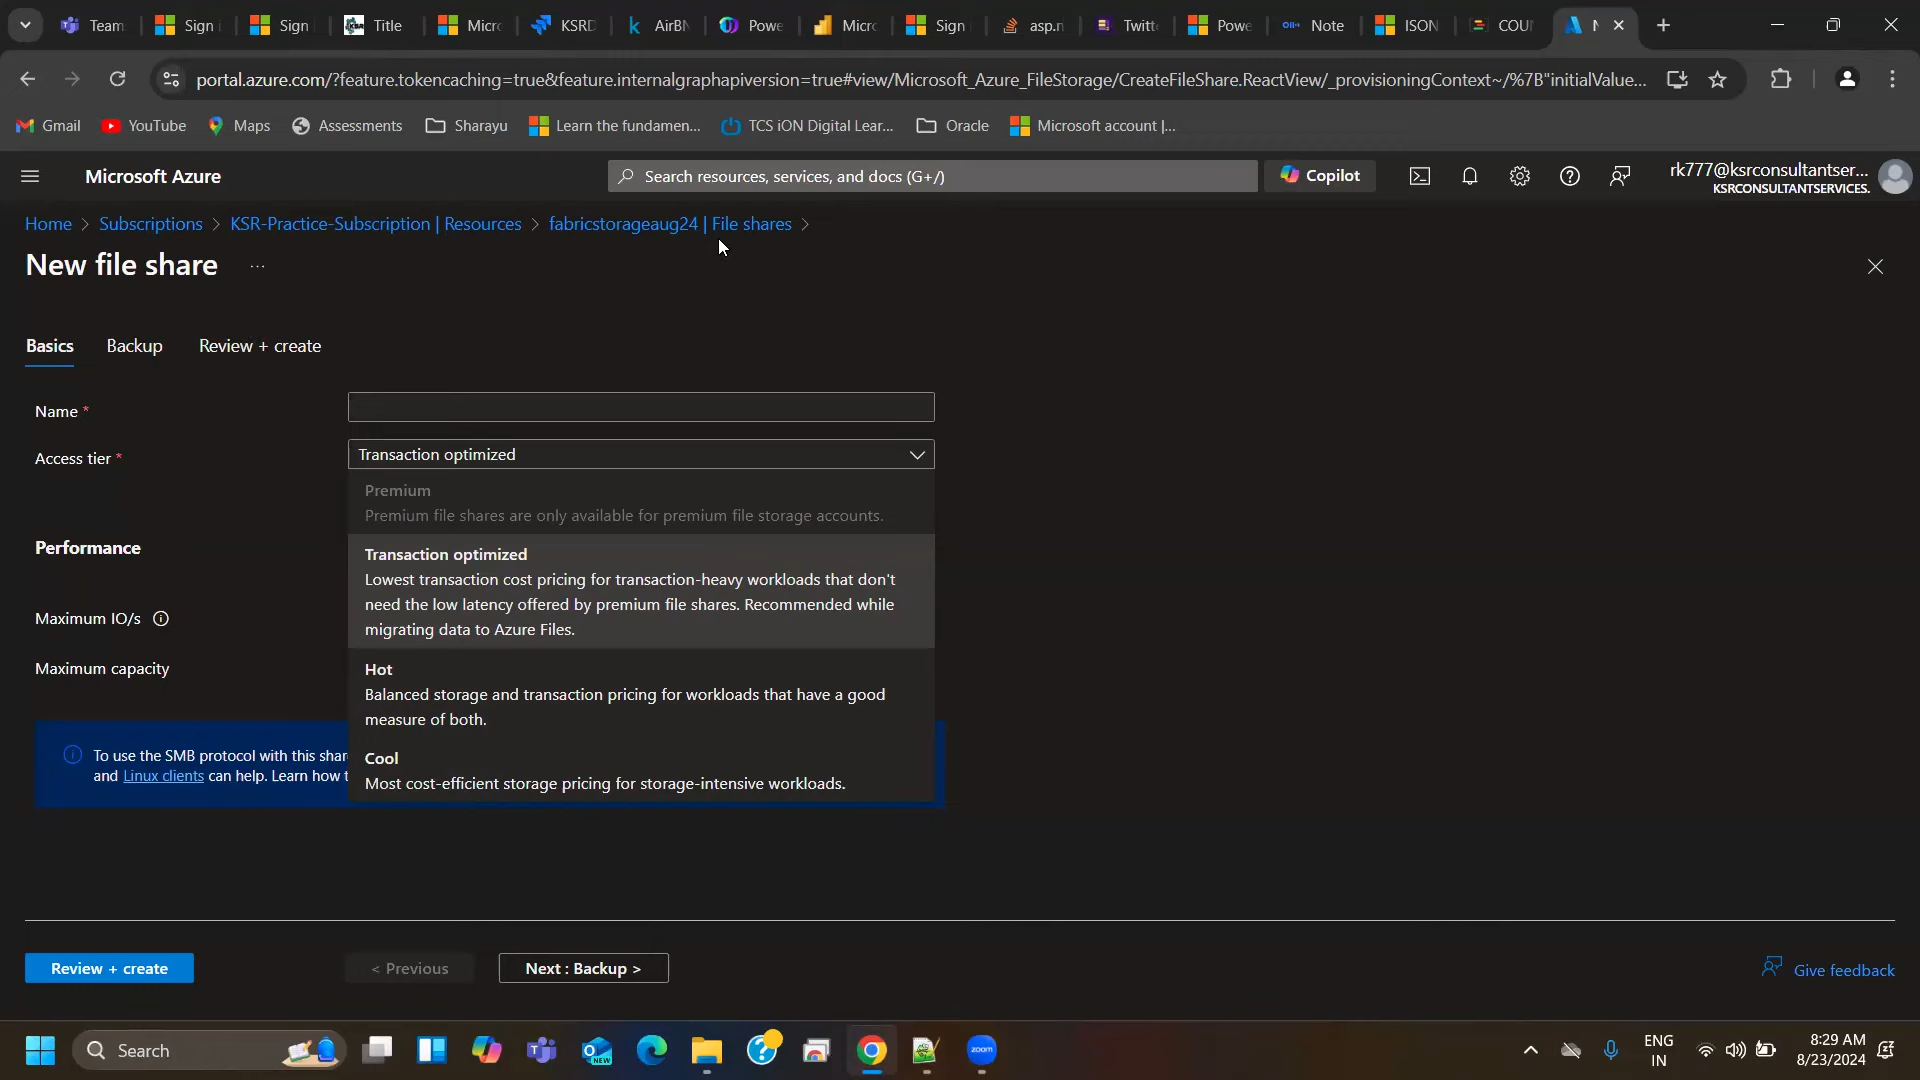 Team
Sign
Sign
Title
Micro
KSRD
AirBN
Powe
Micro
Sign
asp.n
Twitt
Powe
Note
ISON
COUN
portal.azure.com/?feature.tokencaching=true&feature.internalgraphapiversion=true#view/Microsoft_Azure_FileStorage/CreateFileShare.ReactView/_provisioningContext~/%7B"initialValue...
Gmail
YouTube
Maps
Assessments
Sharayu
Learn the fundamen...
TCS iON Digital Lear...
Oracle
Microsoft account |...
Microsoft Azure
Search resources, services, and docs (G+/)
Copilot
rk777@ksrconsultantser...
KSRCONSULTANTSERVICES.
Home > Subscriptions > KSR-Practice-Subscription | Resources > fabricstorageaug24 | File shares >
New file share ...
Basics
Backup
Review + create
Name *
Access tier *
Transaction optimized
Premium
Premium file shares are only available for premium file storage accounts.
Transaction optimized
Lowest transaction cost pricing for transaction-heavy workloads that don't
need the low latency offered by premium file shares. Recommended while
migrating data to Azure Files.
Hot
Balanced storage and transaction pricing for workloads that have a good
measure of both.
Cool
Most cost-efficient storage pricing for storage-intensive workloads.
Performance
Maximum IO/s
Maximum capacity
To use the SMB protocol with this shar
and Linux clients can help. Learn how t
Review + create
< Previous
Next : Backup >
Give feedback
Search
NEW
zoom
ENG
IN
8:29 AM
8/23/2024